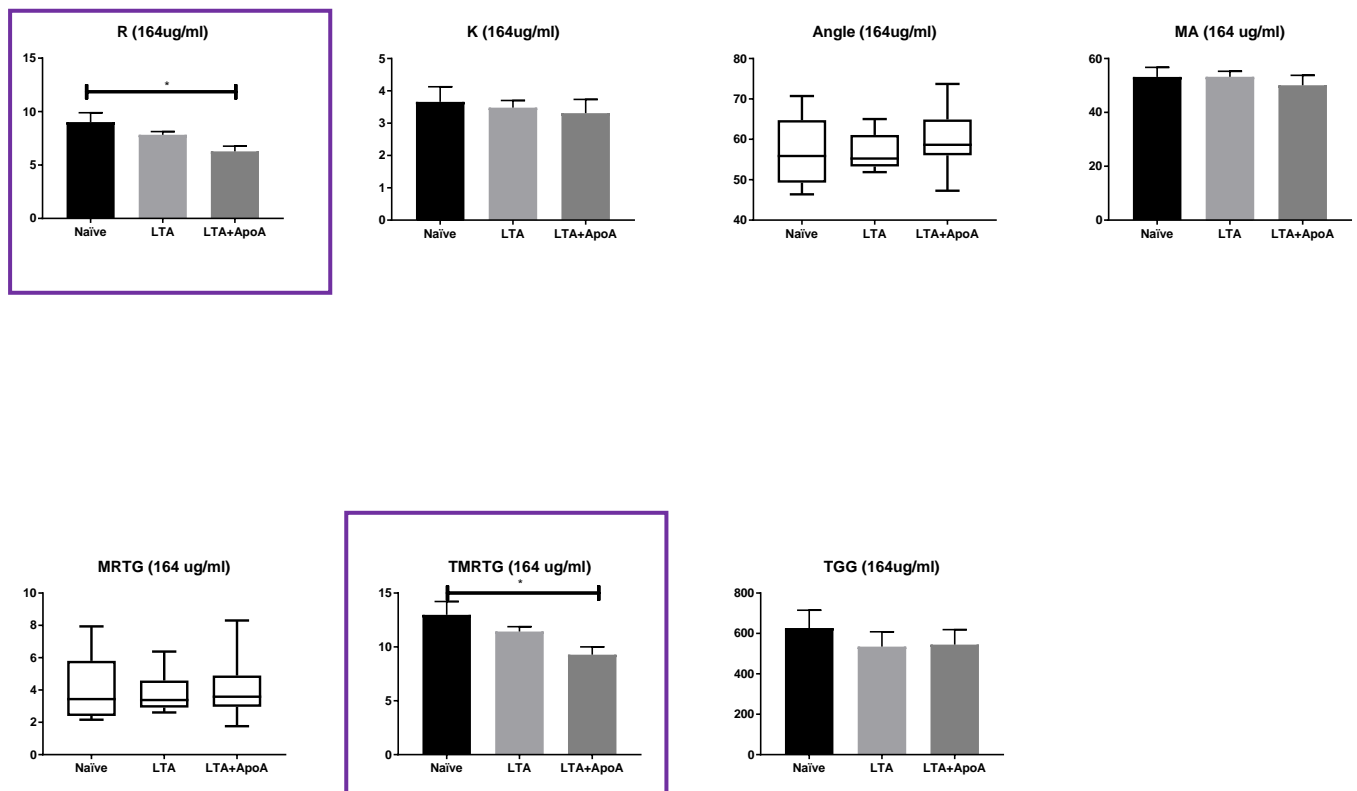 R (164ug/ml)
15
10
5
0
*
Naïve LTA LTA+ApoA
K (164ug/ml)
5
4
3
2
1
0
Naïve LTA LTA+ApoA
Angle (164ug/ml)
80
70
60
50
40
Naïve LTA LTA+ApoA
MA (164 ug/ml)
60
40
20
0
Naïve LTA LTA+ApoA
MRTG (164 ug/ml)
10
8
6
4
2
0
Naïve LTA LTA+ApoA
TMRTG (164 ug/ml)
15
10
5
0
*
Naïve LTA LTA+ApoA
TGG (164ug/ml)
800
600
400
200
0
Naïve LTA LTA+ApoA